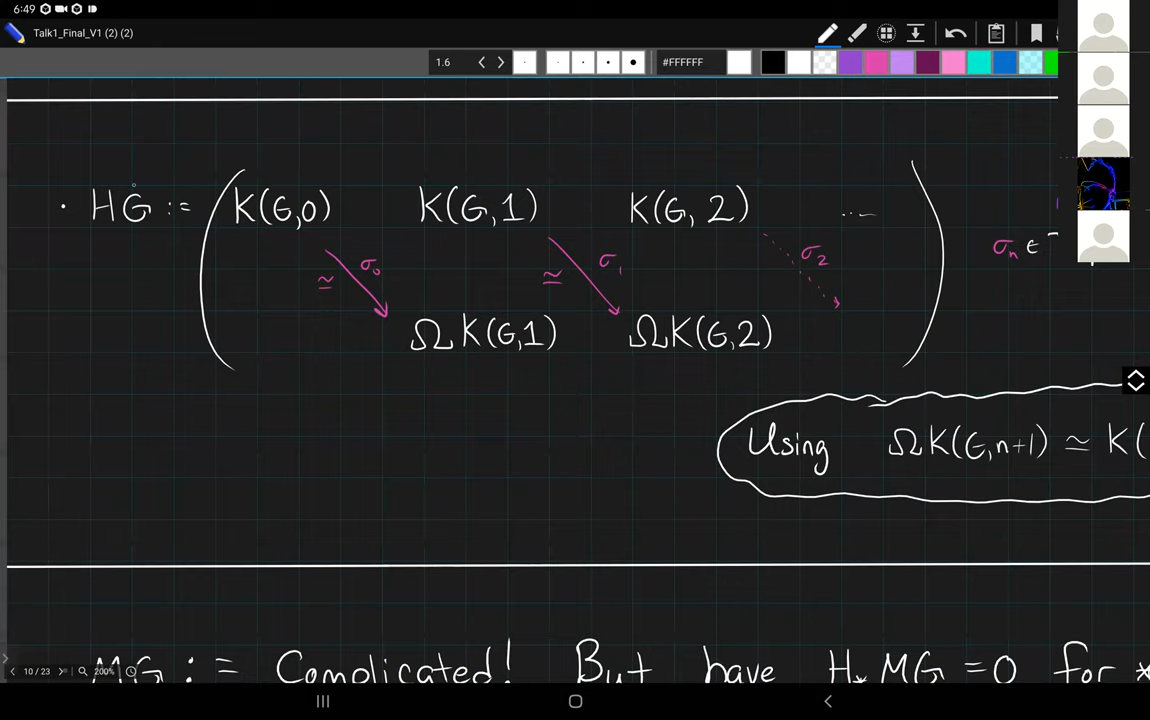 6:49
Talk1_Final_V1 (2) (2)
1.6 #FFFFFF
· HG := ( K(G,0) K(G,1) K(G,2) ... )
≃ σ₀ ≃ σ₁ σ₂ σₙ ∈
ΩK(G,1) ΩK(G,2)
Using ΩK(G,n+1) ≃ K(
MG := Complicated! But have H⁎MG = 0 for *
10/23 200%